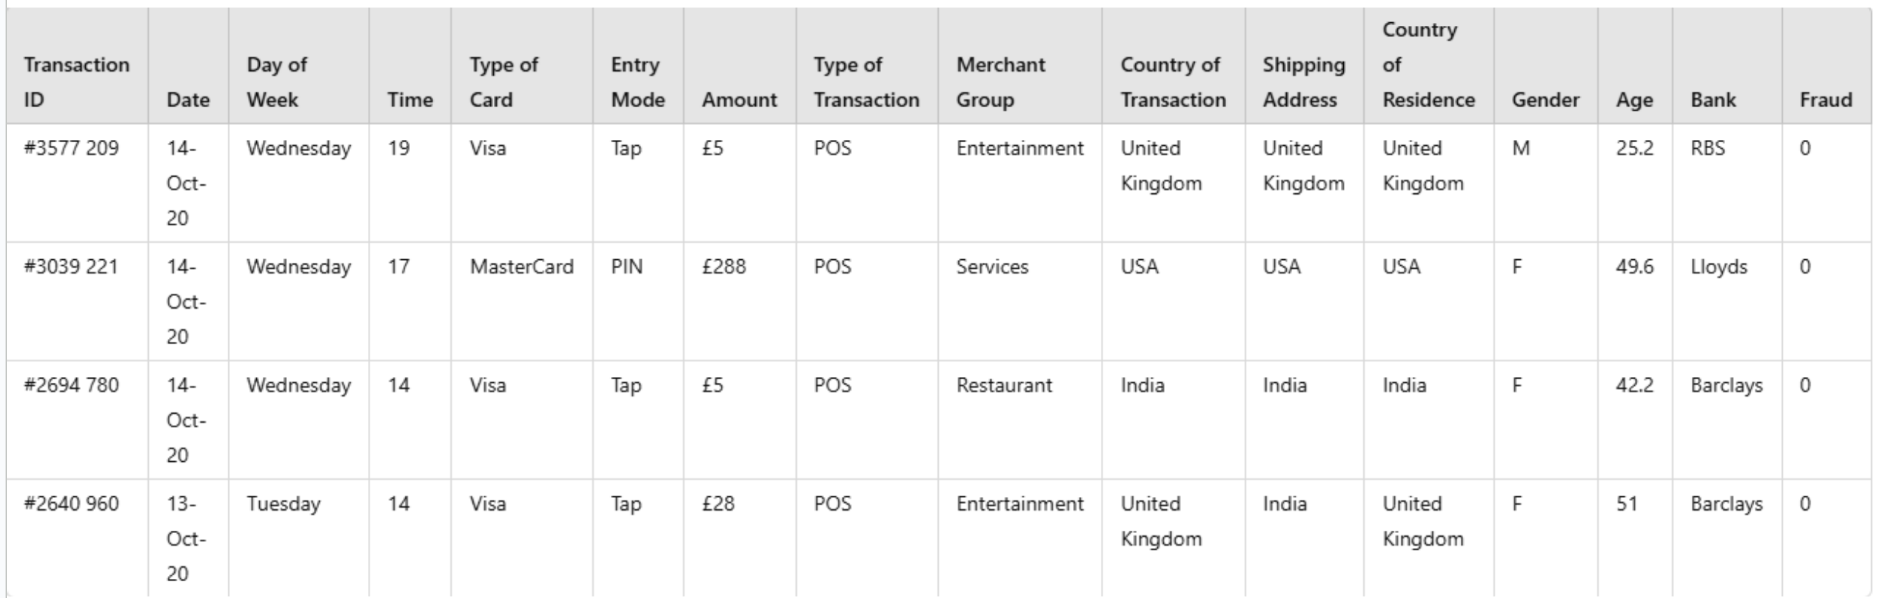 Transaction ID | Date | Day of Week | Time | Type of Card | Entry Mode | Amount | Type of Transaction | Merchant Group | Country of Transaction | Shipping Address | Country of Residence | Gender | Age | Bank | Fraud
#3577 209 | 14-Oct-20 | Wednesday | 19 | Visa | Tap | £5 | POS | Entertainment | United Kingdom | United Kingdom | United Kingdom | M | 25.2 | RBS | 0
#3039 221 | 14-Oct-20 | Wednesday | 17 | MasterCard | PIN | £288 | POS | Services | USA | USA | USA | F | 49.6 | Lloyds | 0
#2694 780 | 14-Oct-20 | Wednesday | 14 | Visa | Tap | £5 | POS | Restaurant | India | India | India | F | 42.2 | Barclays | 0
#2640 960 | 13-Oct-20 | Tuesday | 14 | Visa | Tap | £28 | POS | Entertainment | United Kingdom | India | United Kingdom | F | 51 | Barclays | 0